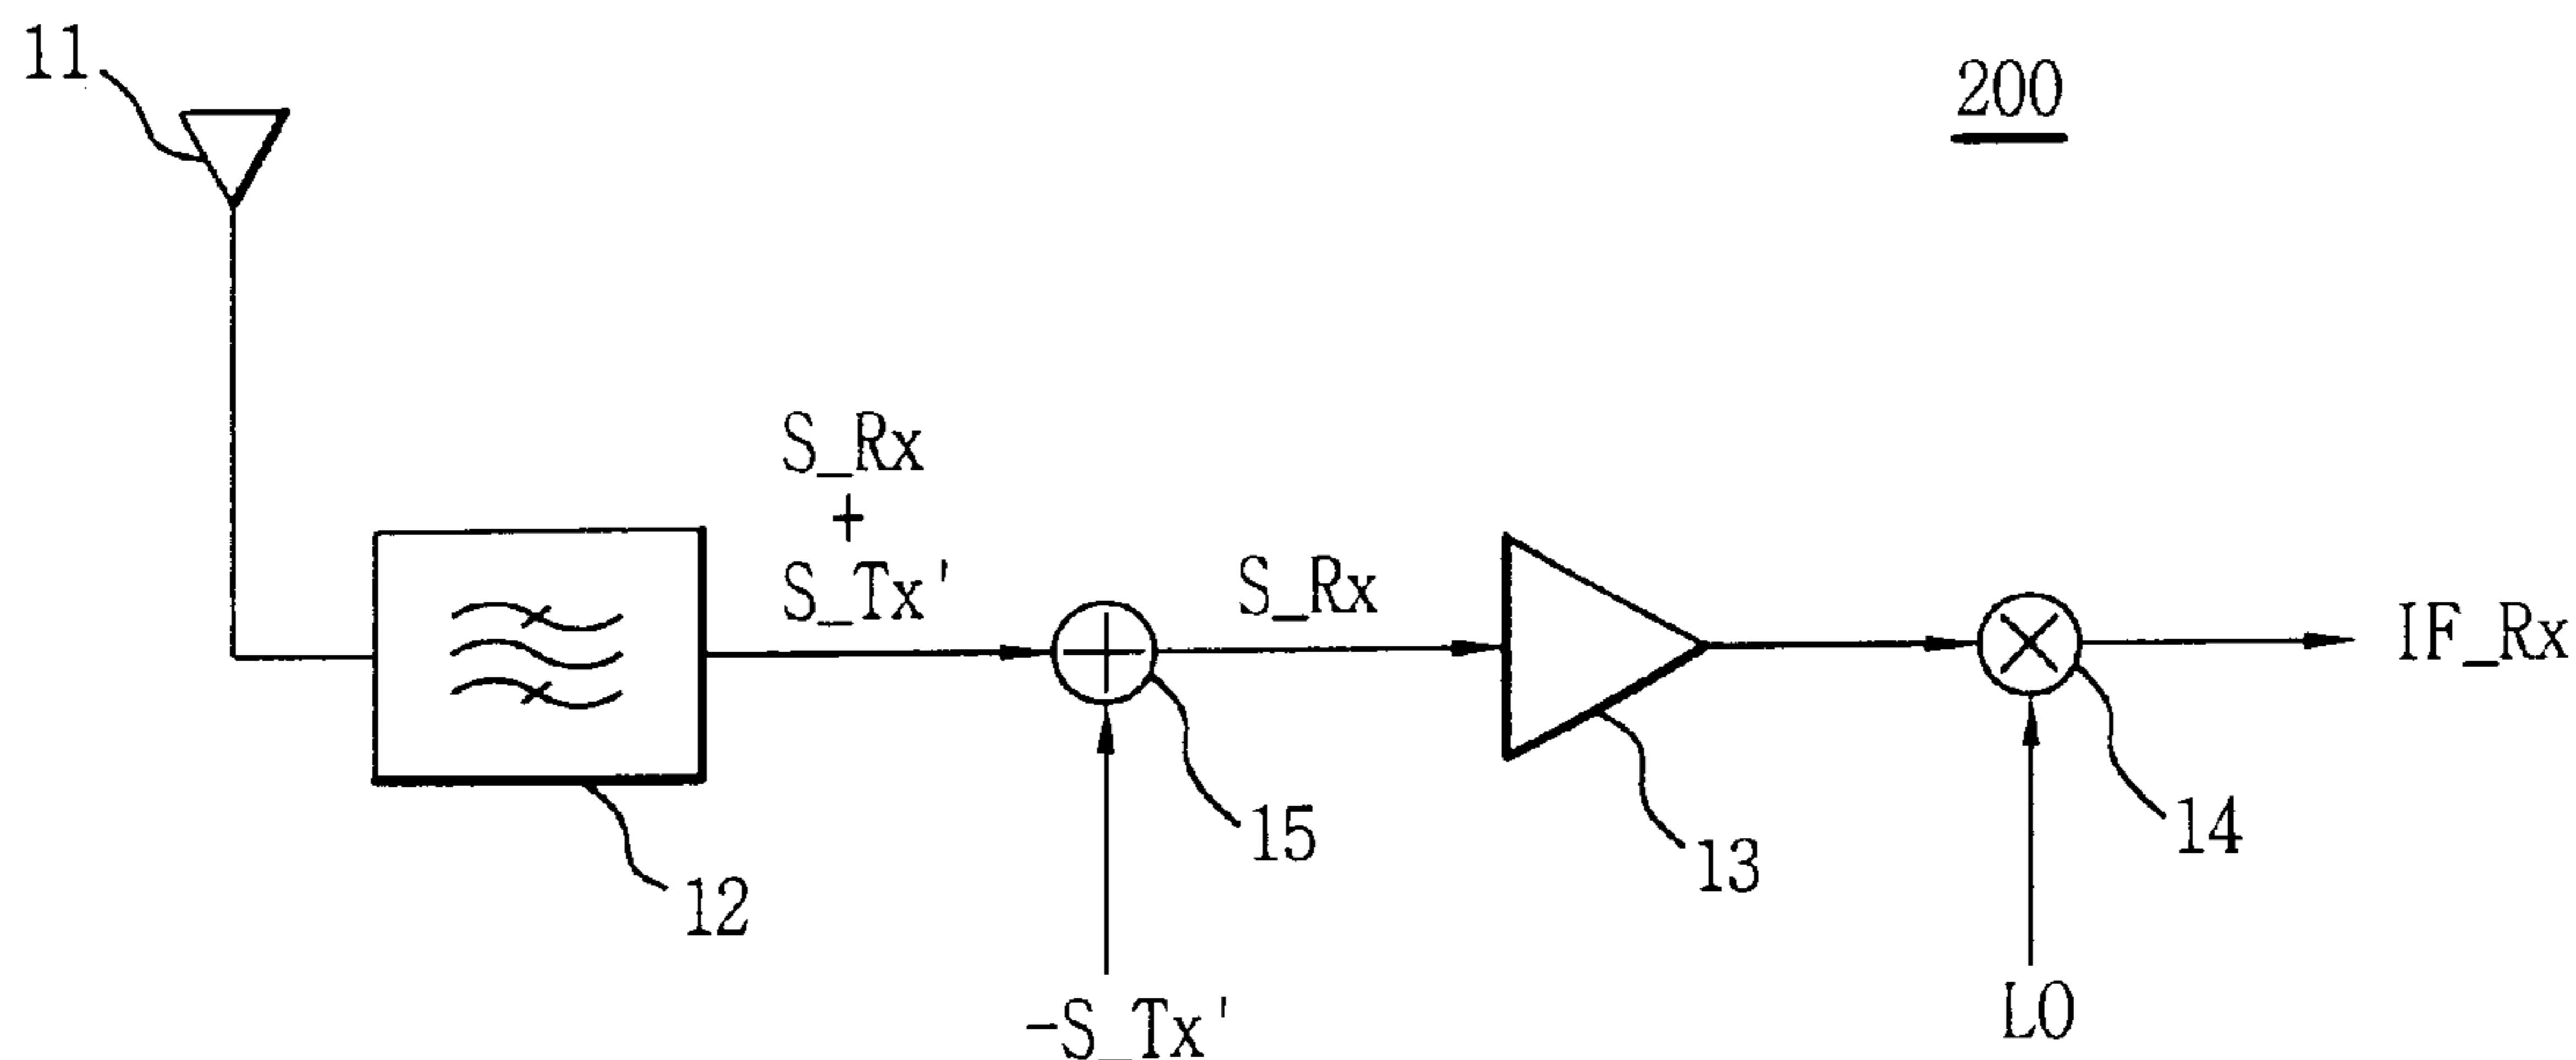 11
200
S_Rx
+
S_Tx'
S_Rx
IF_Rx
15
14
13
12
-S_Tx'
LO